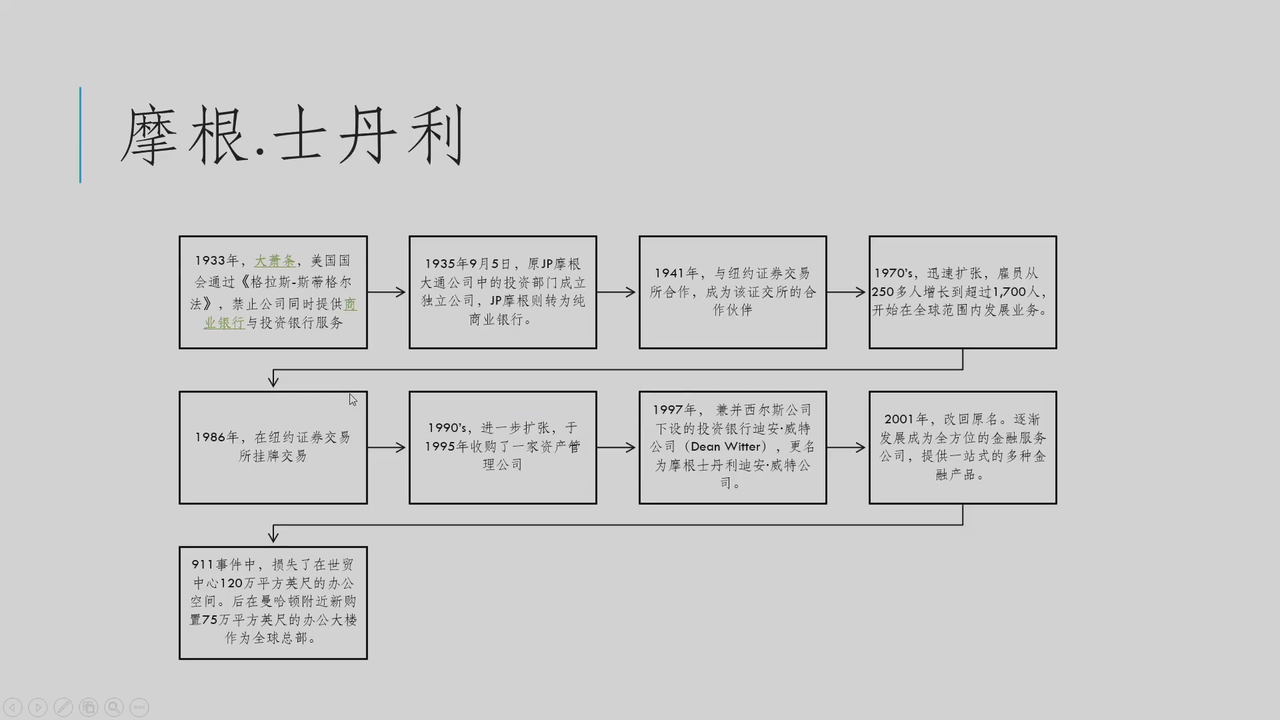 摩根.士丹利
1933年，大萧条，美国国
会通过《格拉斯-斯蒂格尔
法》，禁止公司同时提供商
业银行与投资银行服务
1935年9月5日，原JP摩根
大通公司中的投资部门成立
独立公司，JP摩根则转为纯
商业银行。
1941年，与纽约证券交易
所合作，成为该证交所的合
作伙伴
1970's，迅速扩张，雇员从
250多人增长到超过1,700人，
开始在全球范围内发展业务。
1986年，在纽约证券交易
所挂牌交易
1990's，进一步扩张，于
1995年收购了一家资产管
理公司
1997年， 兼并西尔斯公司
下设的投资银行迪安·威特
公司（Dean Witter），更名
为摩根士丹利迪安·威特公
司。
2001年，改回原名。逐渐
发展成为全方位的金融服务
公司，提供一站式的多种金
融产品。
911事件中，损失了在世贸
中心120万平方英尺的办公
空间。后在曼哈顿附近新购
置75万平方英尺的办公大楼
作为全球总部。